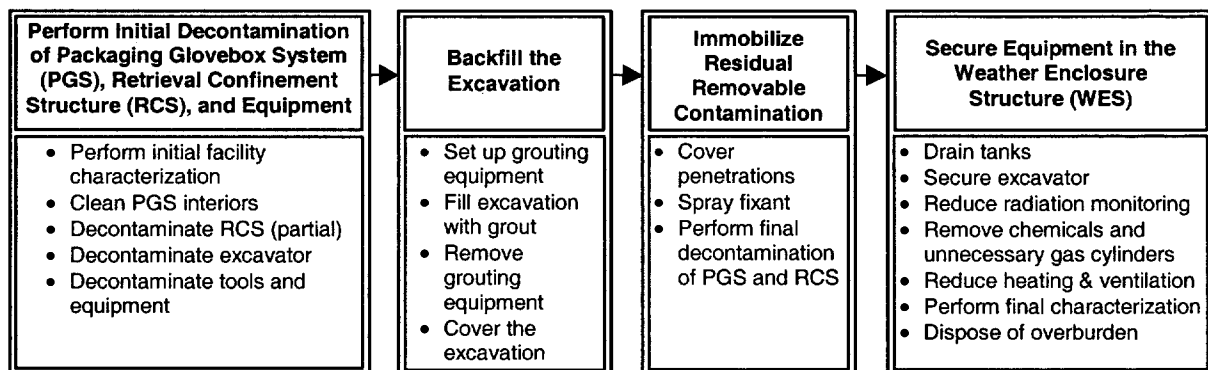 Perform Initial Decontamination
of Packaging Glovebox System
(PGS), Retrieval Confinement
Structure (RCS), and Equipment
• Perform initial facility
characterization
• Clean PGS interiors
• Decontaminate RCS (partial)
• Decontaminate excavator
• Decontaminate tools and
equipment
Backfill the
Excavation
• Set up grouting
equipment
• Fill excavation
with grout
• Remove
grouting
equipment
• Cover the
excavation
Immobilize
Residual
Removable
Contamination
• Cover
penetrations
• Spray fixant
• Perform final
decontamination
of PGS and RCS
Secure Equipment in the
Weather Enclosure
Structure (WES)
• Drain tanks
• Secure excavator
• Reduce radiation monitoring
• Remove chemicals and
unnecessary gas cylinders
• Reduce heating & ventilation
• Perform final characterization
• Dispose of overburden